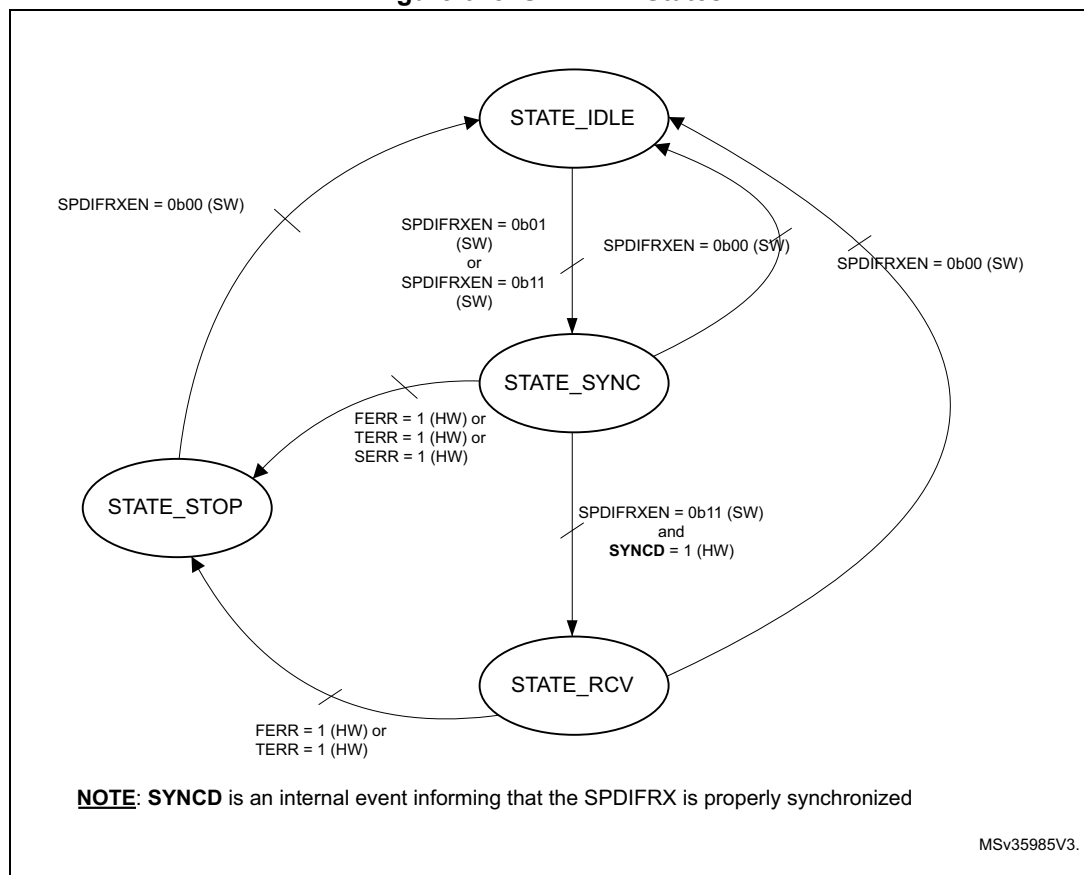 STATE_IDLE
SPDIFRXEN = 0b00 (SW)
SPDIFRXEN = 0b01
(SW)
or
SPDIFRXEN = 0b11
(SW)
SPDIFRXEN = 0b00 (SW)
SPDIFRXEN = 0b00 (SW)
STATE_SYNC
FERR = 1 (HW) or
TERR = 1 (HW) or
SERR = 1 (HW)
STATE_STOP
SPDIFRXEN = 0b11 (SW)
and
SYNCD = 1 (HW)
STATE_RCV
FERR = 1 (HW) or
TERR = 1 (HW)
NOTE: SYNCD is an internal event informing that the SPDIFRX is properly synchronized
MSv35985V3.